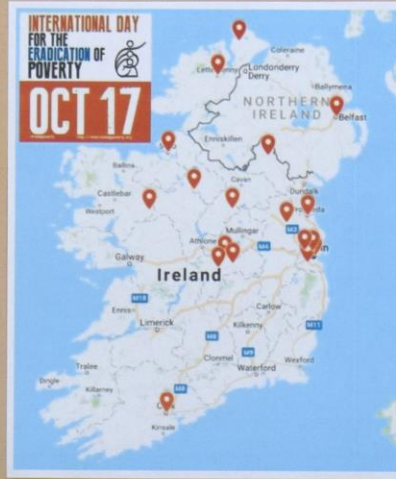 INTERNATIONAL DAY
FOR THE
ERADICATION OF
POVERTY
OCT 17
Coleraine
Londonderry
Derry
Ballymena
NORTHERN
IRELAND
Belfast
Enniskillen
Ballina
Cavan
Castlebar
Dundalk
Westport
Mullingar
M3
Athlone
M4
Galway
Ireland
M18
Ennis
Carlow
M11
Limerick
Kilkenny
M8
Clonmel
M9
Wexford
Waterford
Tralee
Dingle
Killarney
M8
Kinsale